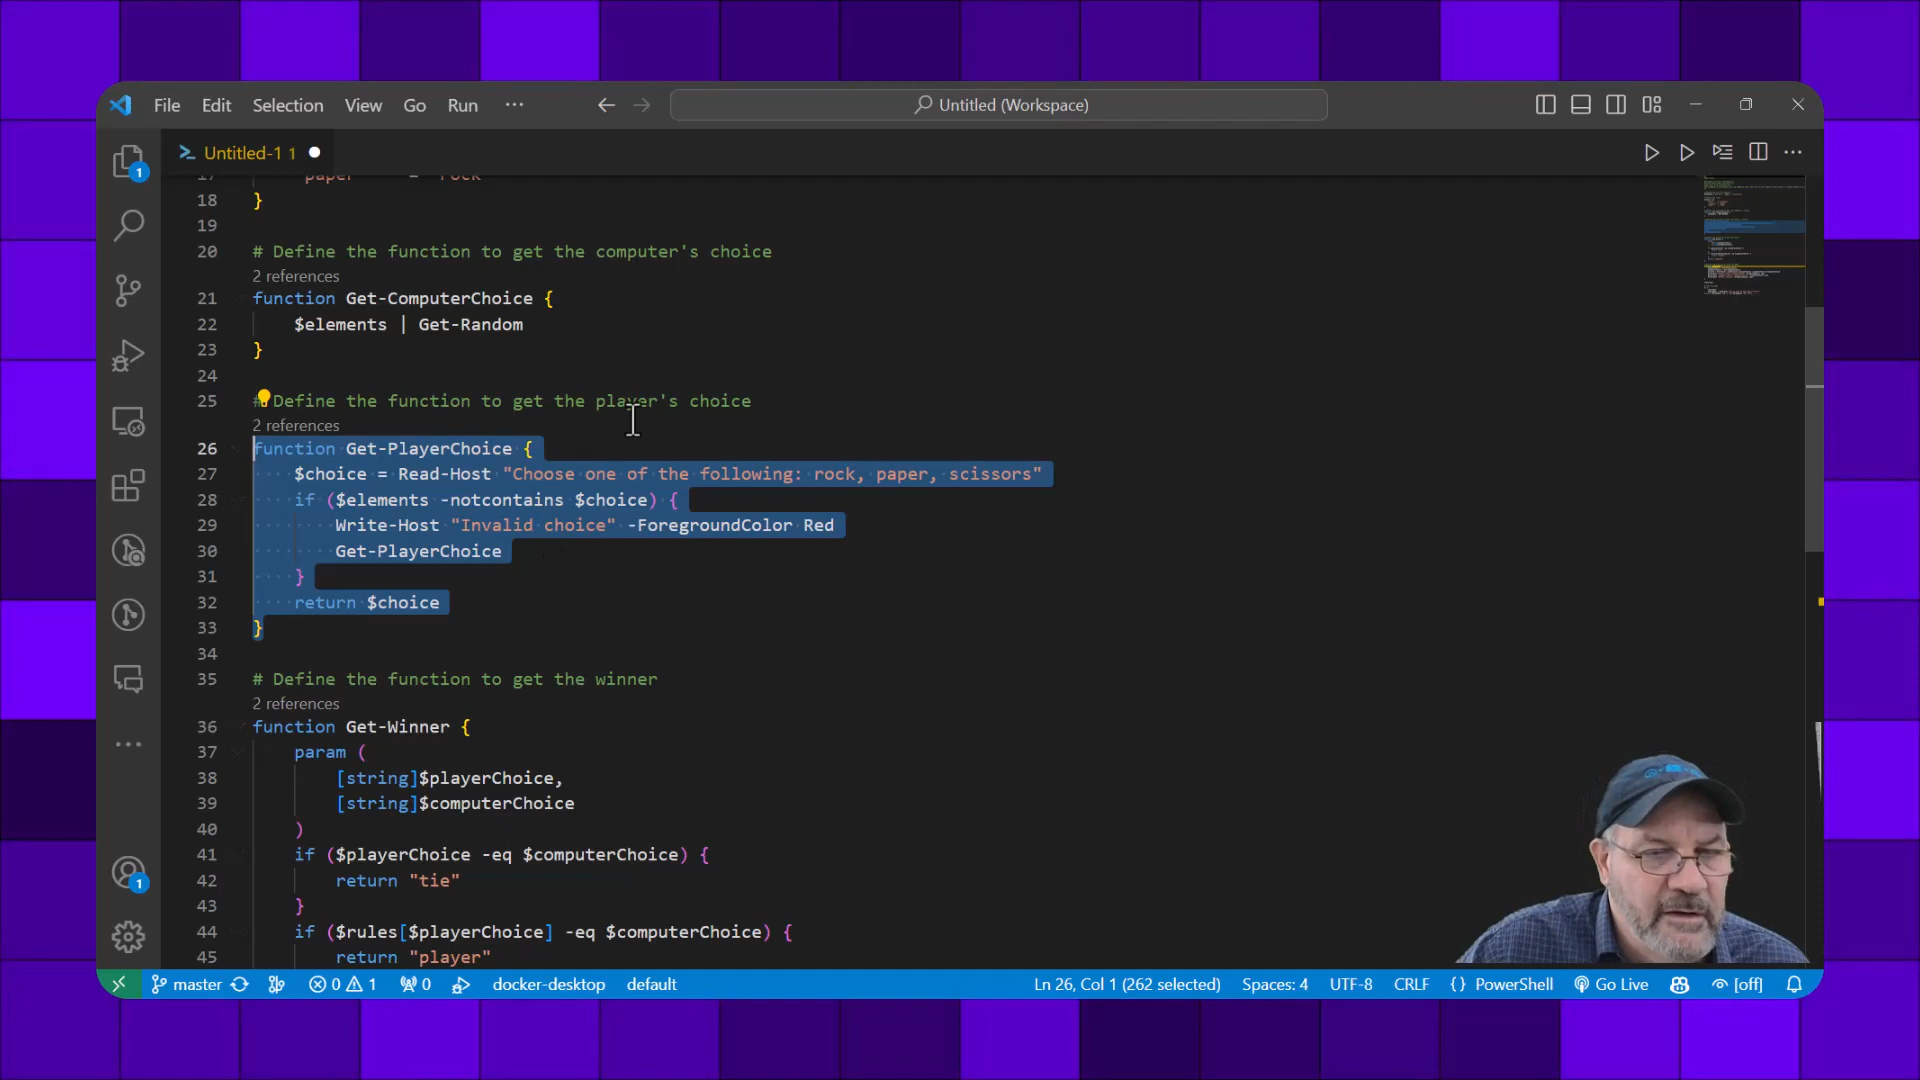 File Edit Selection View Go Run ···
Untitled (Workspace)
Untitled-1 1
17 paper = rock
18 }
19
20 # Define the function to get the computer's choice
2 references
21 function Get-ComputerChoice {
22 $elements | Get-Random
23 }
24
25 # Define the function to get the player's choice
2 references
26 function Get-PlayerChoice {
27 $choice = Read-Host "Choose one of the following: rock, paper, scissors"
28 if ($elements -notcontains $choice) {
29 Write-Host "Invalid choice" -ForegroundColor Red
30 Get-PlayerChoice
31 }
32 return $choice
33 }
34
35 # Define the function to get the winner
2 references
36 function Get-Winner {
37 param (
38 [string]$playerChoice,
39 [string]$computerChoice
40 )
41 if ($playerChoice -eq $computerChoice) {
42 return "tie"
43 }
44 if ($rules[$playerChoice] -eq $computerChoice) {
45 return "player"
1
1
master 0 1 0 docker-desktop default Ln 26, Col 1 (262 selected) Spaces: 4 UTF-8 CRLF {} PowerShell Go Live [off]